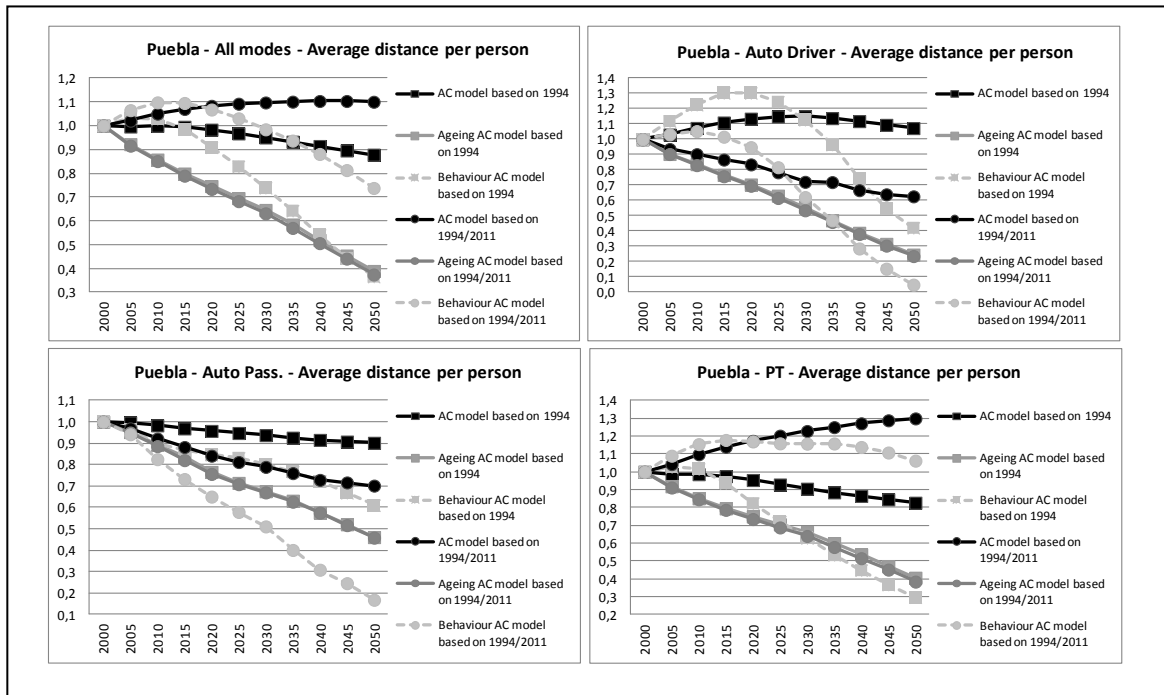 Puebla - All modes - Average distance per person
1,2
1,1
1,0
0,9
0,8
0,7
0,6
0,5
0,4
0,3
2000
2005
2010
2015
2020
2025
2030
2035
2040
2045
2050
AC model based on 1994
Ageing AC model based
on 1994
Behaviour AC model
based on 1994
AC model based on
1994/2011
Ageing AC model based
on 1994/2011
Behaviour AC model
based on 1994/2011
Puebla - Auto Driver - Average distance per person
1,4
1,3
1,2
1,1
1,0
0,9
0,8
0,7
0,6
0,5
0,4
0,3
0,2
0,1
0,0
2000
2005
2010
2015
2020
2025
2030
2035
2040
2045
2050
AC model based on 1994
Ageing AC model based
on 1994
Behaviour AC model
based on 1994
AC model based on
1994/2011
Ageing AC model based
on 1994/2011
Behaviour AC model
based on 1994/2011
Puebla - Auto Pass. - Average distance per person
1,0
0,9
0,8
0,7
0,6
0,5
0,4
0,3
0,2
0,1
2000
2005
2010
2015
2020
2025
2030
2035
2040
2045
2050
AC model based on 1994
Ageing AC model based
on 1994
Behaviour AC model
based on 1994
AC model based on
1994/2011
Ageing AC model based
on 1994/2011
Behaviour AC model
based on 1994/2011
Puebla - PT - Average distance per person
1,4
1,3
1,2
1,1
1,0
0,9
0,8
0,7
0,6
0,5
0,4
0,3
0,2
2000
2005
2010
2015
2020
2025
2030
2035
2040
2045
2050
AC model based on 1994
Ageing AC model based
on 1994
Behaviour AC model
based on 1994
AC model based on
1994/2011
Ageing AC model based
on 1994/2011
Behaviour AC model
based on 1994/2011